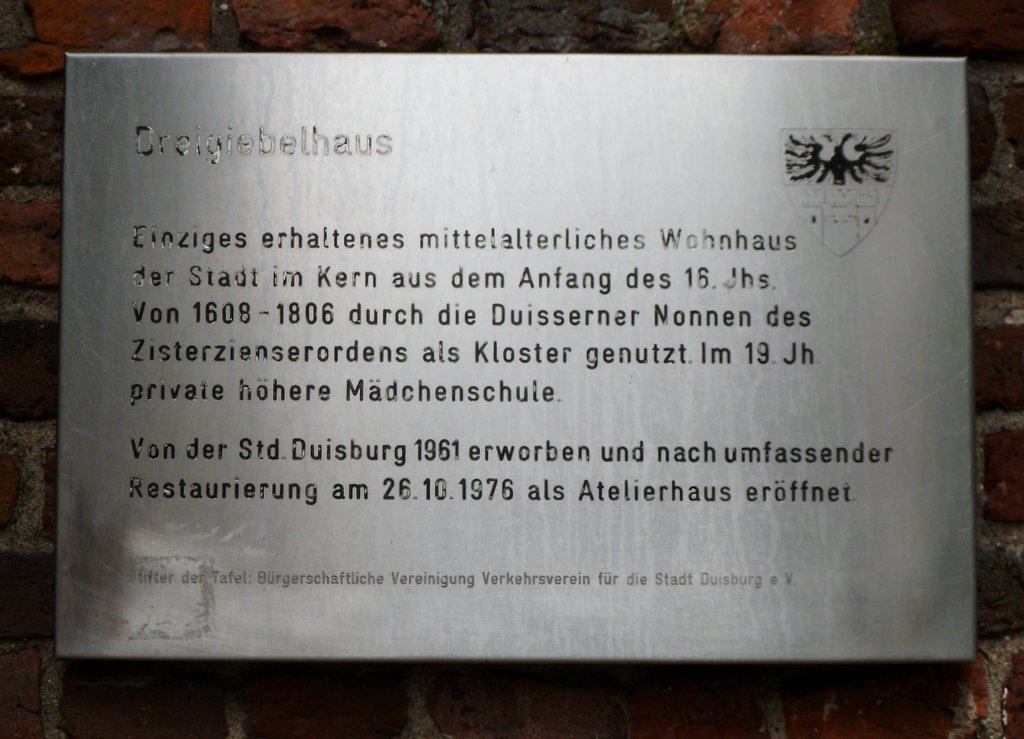 Dreigiebelhaus
Einziges erhaltenes mittelalterliches Wohnhaus
der Stadt im Kern aus dem Anfang des 16. Jhs.
Von 1608-1806 durch die Duisserner Nonnen des
Zisterzienserordens als Kloster genutzt. Im 19. Jh.
private höhere Mädchenschule.
Von der Std. Duisburg 1961 erworben und nach umfassender
Restaurierung am 26.10.1976 als Atelierhaus eröffnet.
Stifter der Tafel: Bürgerschaftliche Vereinigung Verkehrsverein für die Stadt Duisburg e.V.